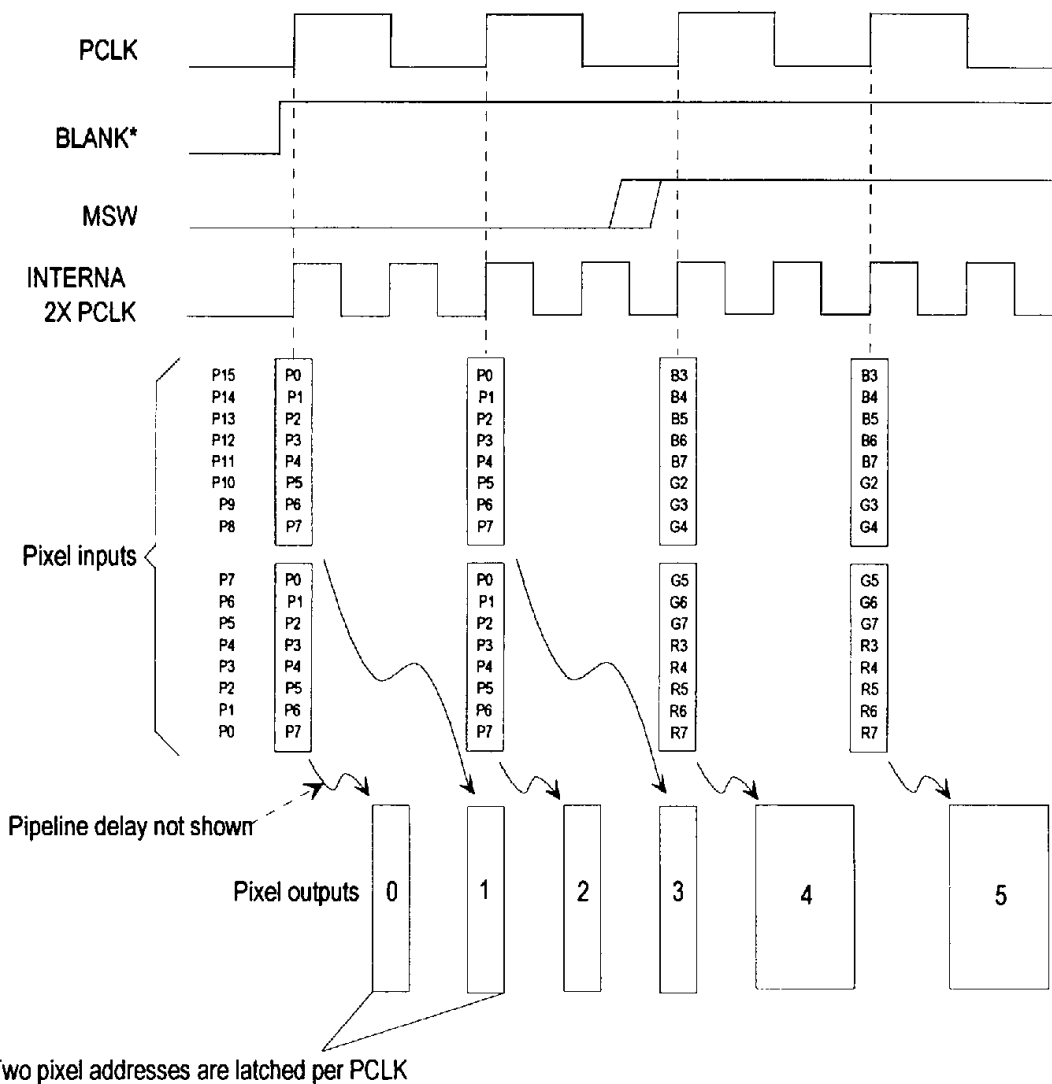 PCLK
BLANK*
MSW
INTERNA
2X PCLK
Pixel inputs
P15 P0 P0 B3 B3
P14 P1 P1 B4 B4
P13 P2 P2 B5 B5
P12 P3 P3 B6 B6
P11 P4 P4 B7 B7
P10 P5 P5 G2 G2
P9 P6 P6 G3 G3
P8 P7 P7 G4 G4
P7 P0 P0 G5 G5
P6 P1 P1 G6 G6
P5 P2 P2 G7 G7
P4 P3 P3 R3 R3
P3 P4 P4 R4 R4
P2 P5 P5 R5 R5
P1 P6 P6 R6 R6
P0 P7 P7 R7 R7
Pipeline delay not shown
Pixel outputs 0 1 2 3 4 5
wo pixel addresses are latched per PCLK